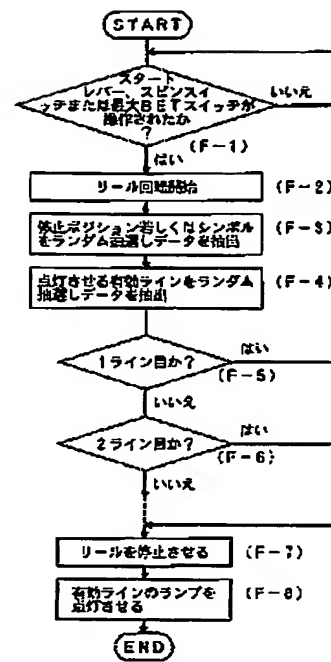 START
スタート
レバー、スピンスイ
ッチまたは最大BETスイッチが
操作されたか
?
いいえ
(F-1)
はい
リール回転開始
(F-2)
停止ポジション若しくはシンボル
をランダム抽選しデータを抽出
(F-3)
点灯させる有効ラインをランダム
抽選しデータを抽出
(F-4)
1ライン目か?
はい
(F-5)
いいえ
2ライン目か?
はい
(F-6)
いいえ
リールを停止させる
(F-7)
有効ラインのランプを
点灯させる
(F-8)
END